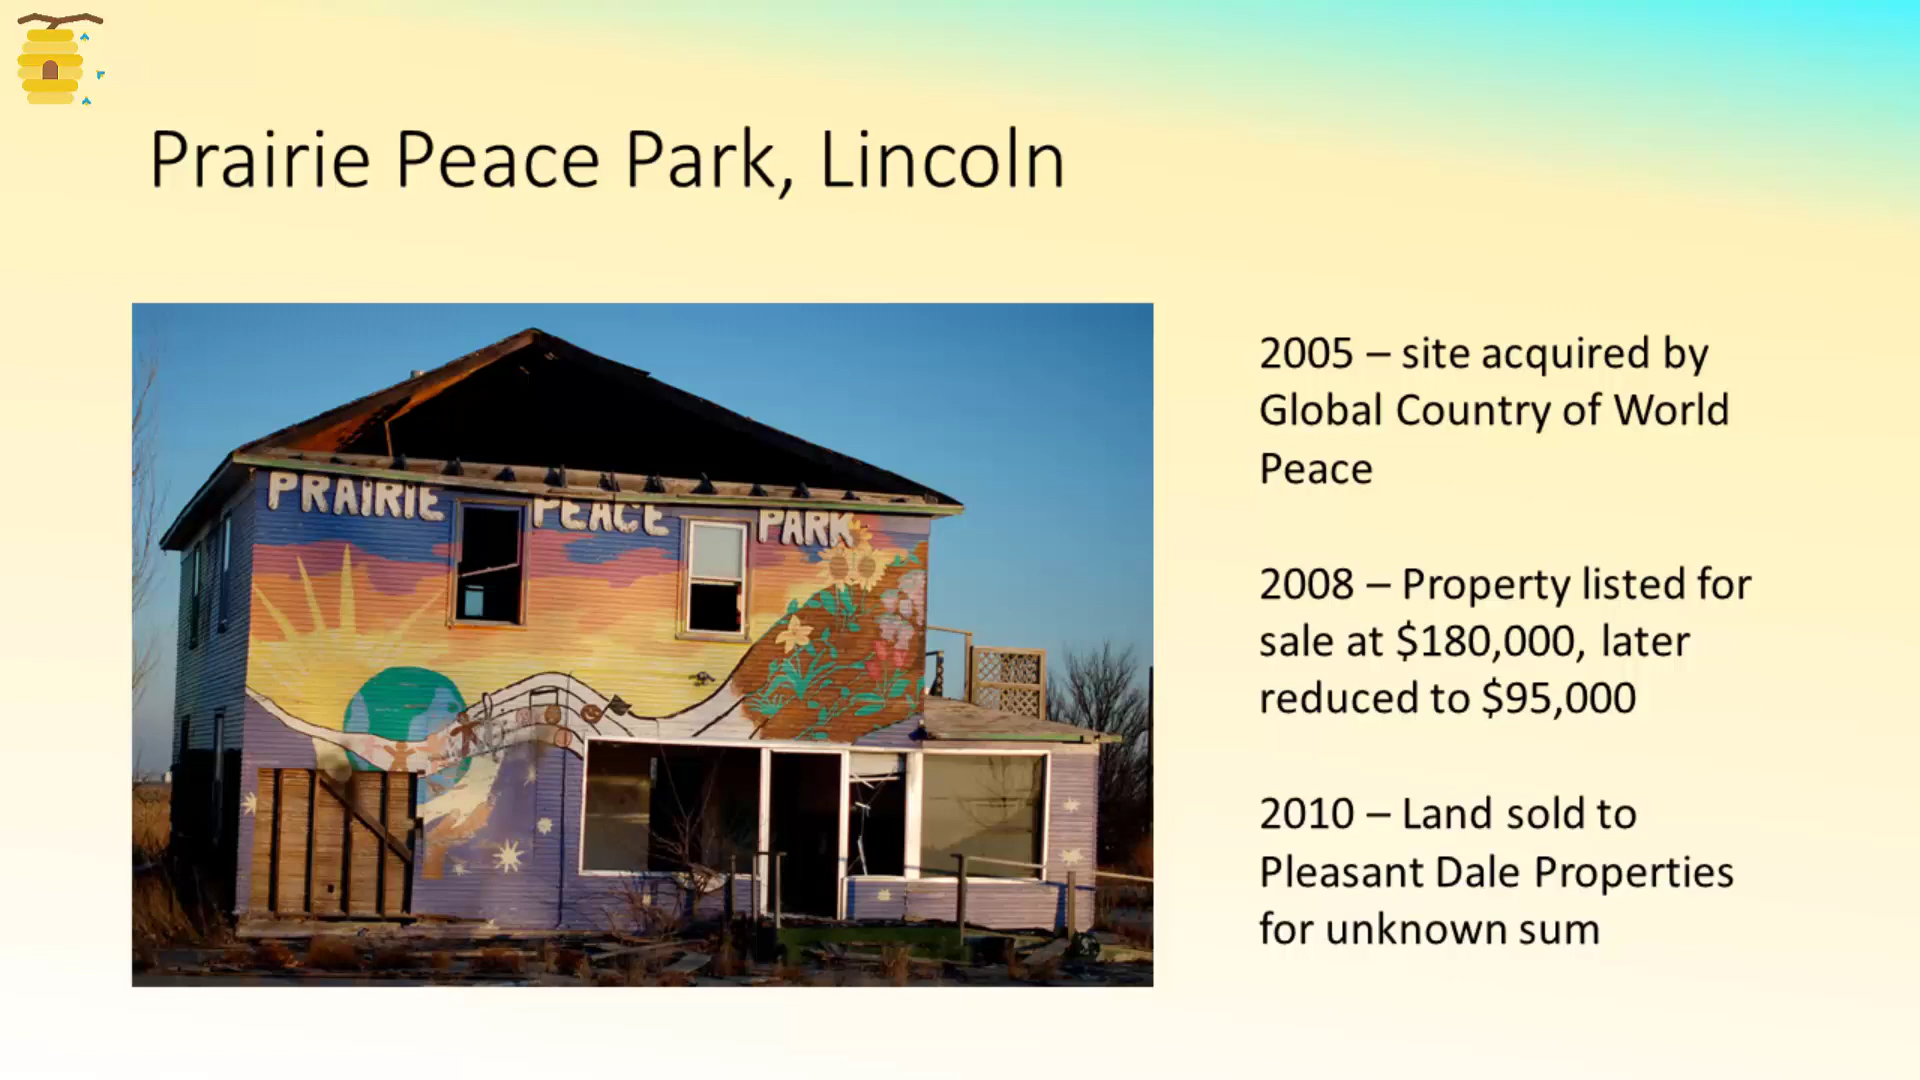 Prairie Peace Park, Lincoln
PRAIRIE PEACE PARK
2005 – site acquired by
Global Country of World
Peace
2008 – Property listed for
sale at $180,000, later
reduced to $95,000
2010 – Land sold to
Pleasant Dale Properties
for unknown sum